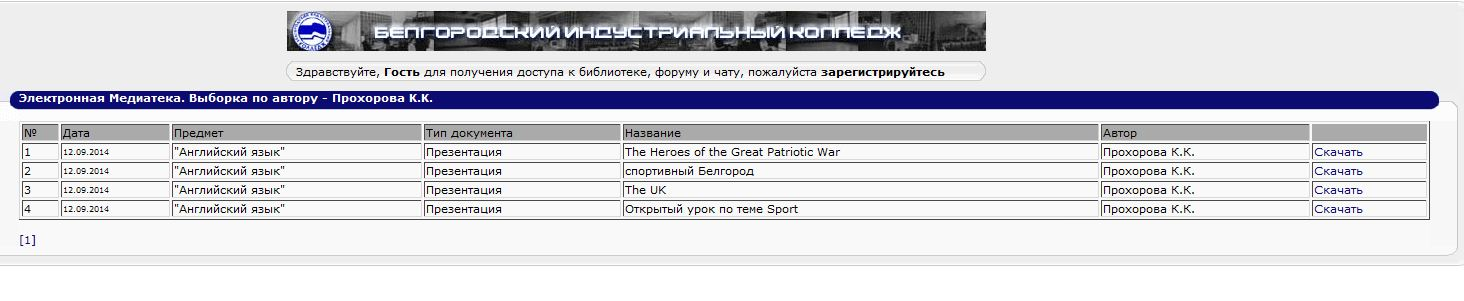 БЕЛГОРОДСКИЙ ИНДУСТРИАЛЬНЫЙ КОЛЛЕДЖ
Здравствуйте, Гость для получения доступа к библиотеке, форуму и чату, пожалуйста зарегистрируйтесь
Электронная Медиатека. Выборка по автору - Прохорова К.К.
№ Дата Предмет Тип документа Название Автор
1 12.09.2014 "Английский язык" Презентация The Heroes of the Great Patriotic War Прохорова К.К. Скачать
2 12.09.2014 "Английский язык" Презентация спортивный Белгород Прохорова К.К. Скачать
3 12.09.2014 "Английский язык" Презентация The UK Прохорова К.К. Скачать
4 12.09.2014 "Английский язык" Презентация Открытый урок по теме Sport Прохорова К.К. Скачать
[1]